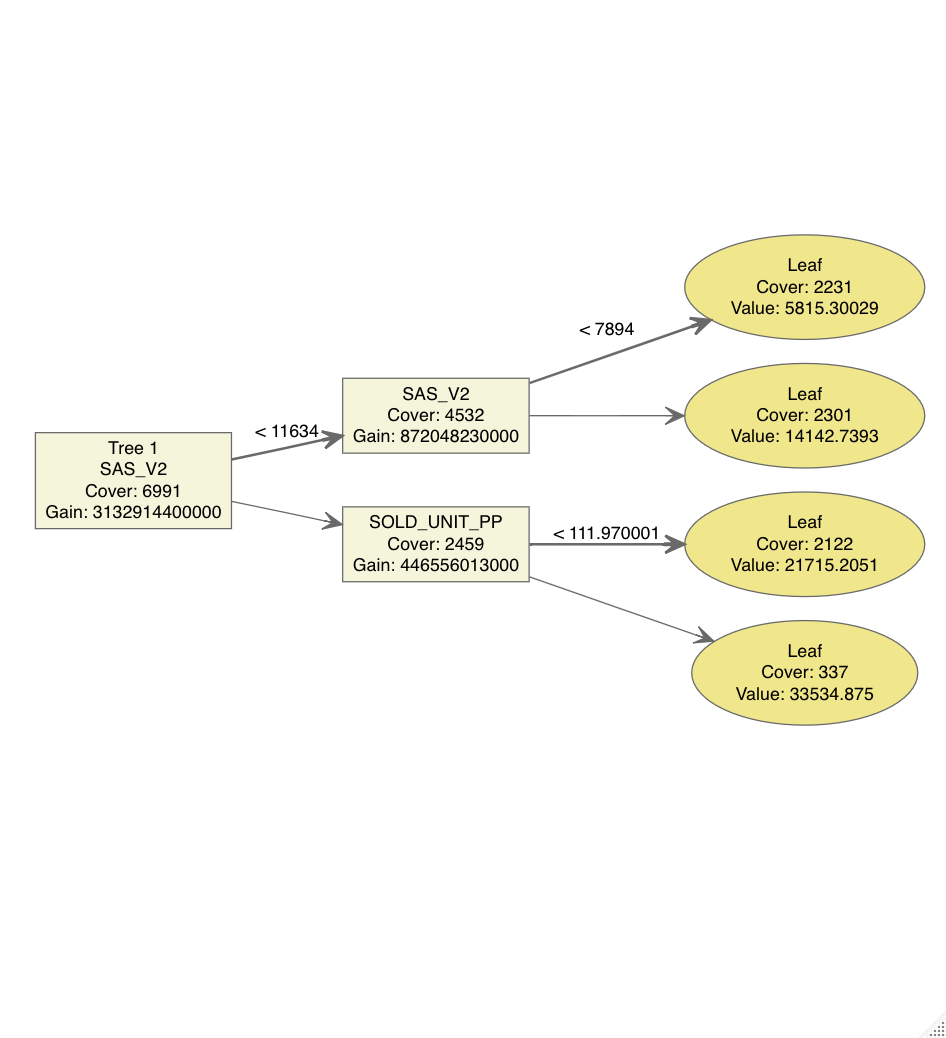 Tree 1
SAS_V2
Cover: 6991
Gain: 3132914400000
< 11634
SAS_V2
Cover: 4532
Gain: 872048230000
SOLD_UNIT_PP
Cover: 2459
Gain: 446556013000
< 7894
< 111.970001
Leaf
Cover: 2231
Value: 5815.30029
Leaf
Cover: 2301
Value: 14142.7393
Leaf
Cover: 2122
Value: 21715.2051
Leaf
Cover: 337
Value: 33534.875